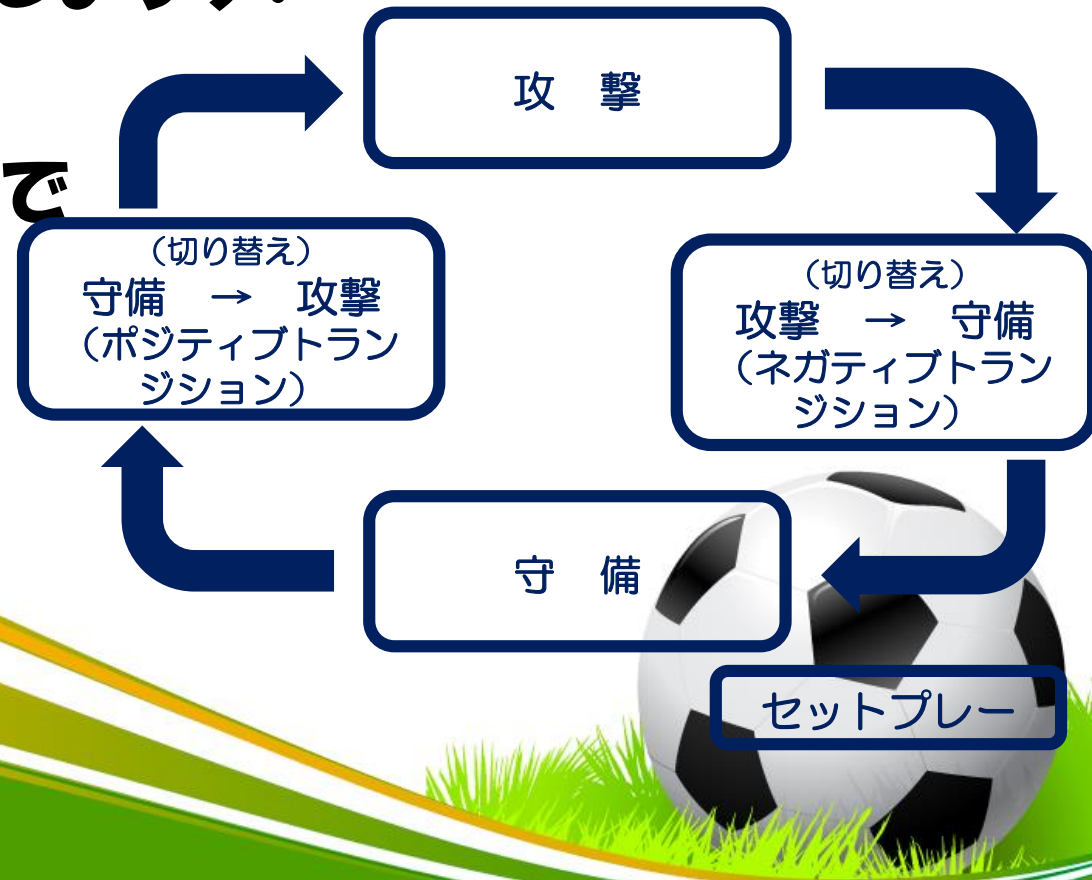 で
攻　撃
（切り替え）
守備　→　攻撃
（ポジティブトラン
ジション）
（切り替え）
攻撃　→　守備
（ネガティブトラン
ジション）
守　備
セットプレー